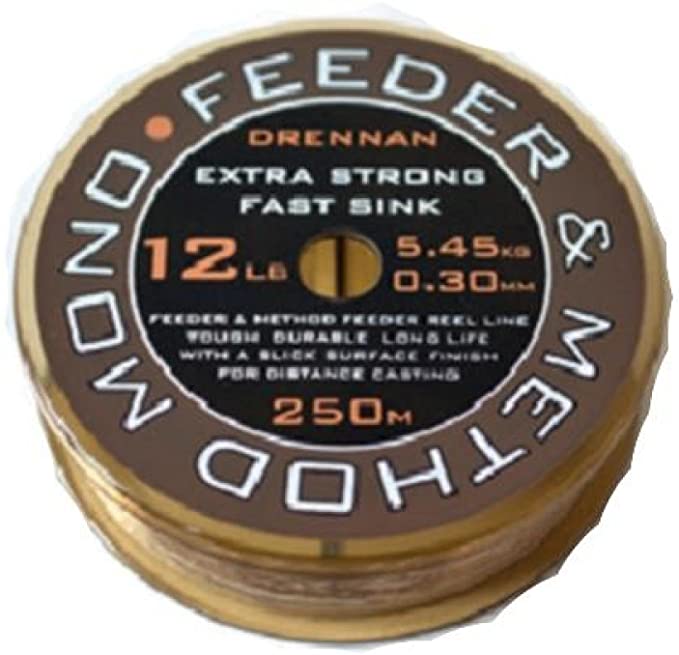 FEEDER & METHOD MONO
DRENNAN
EXTRA STRONG
FAST SINK
12LB
5.45KG
0.30MM
FEEDER & METHOD FEEDER REEL LINE
TOUGH DURABLE LONG LIFE
WITH A SLICK SURFACE FINISH
FOR DISTANCE CASTING
250M